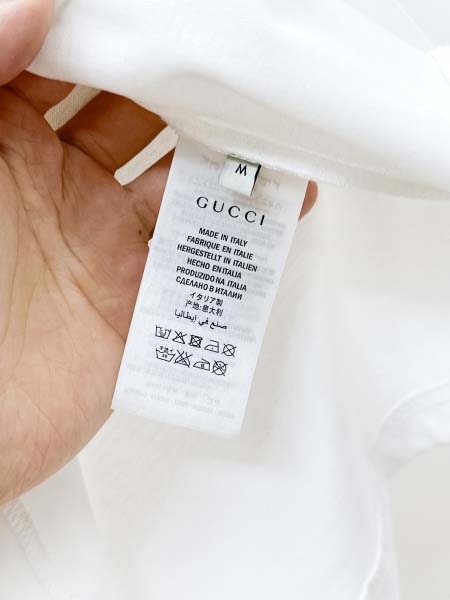 M
GUCCI
MADE IN ITALY
FABRIQUE EN ITALIE
HERGESTELLT IN ITALIEN
HECHO EN ITALIA
PRODUZIDO NA ITALIA
СДЕЛАНО В ИТАЛИИ
イタリア製
产地:意大利
صنع في إيطاليا